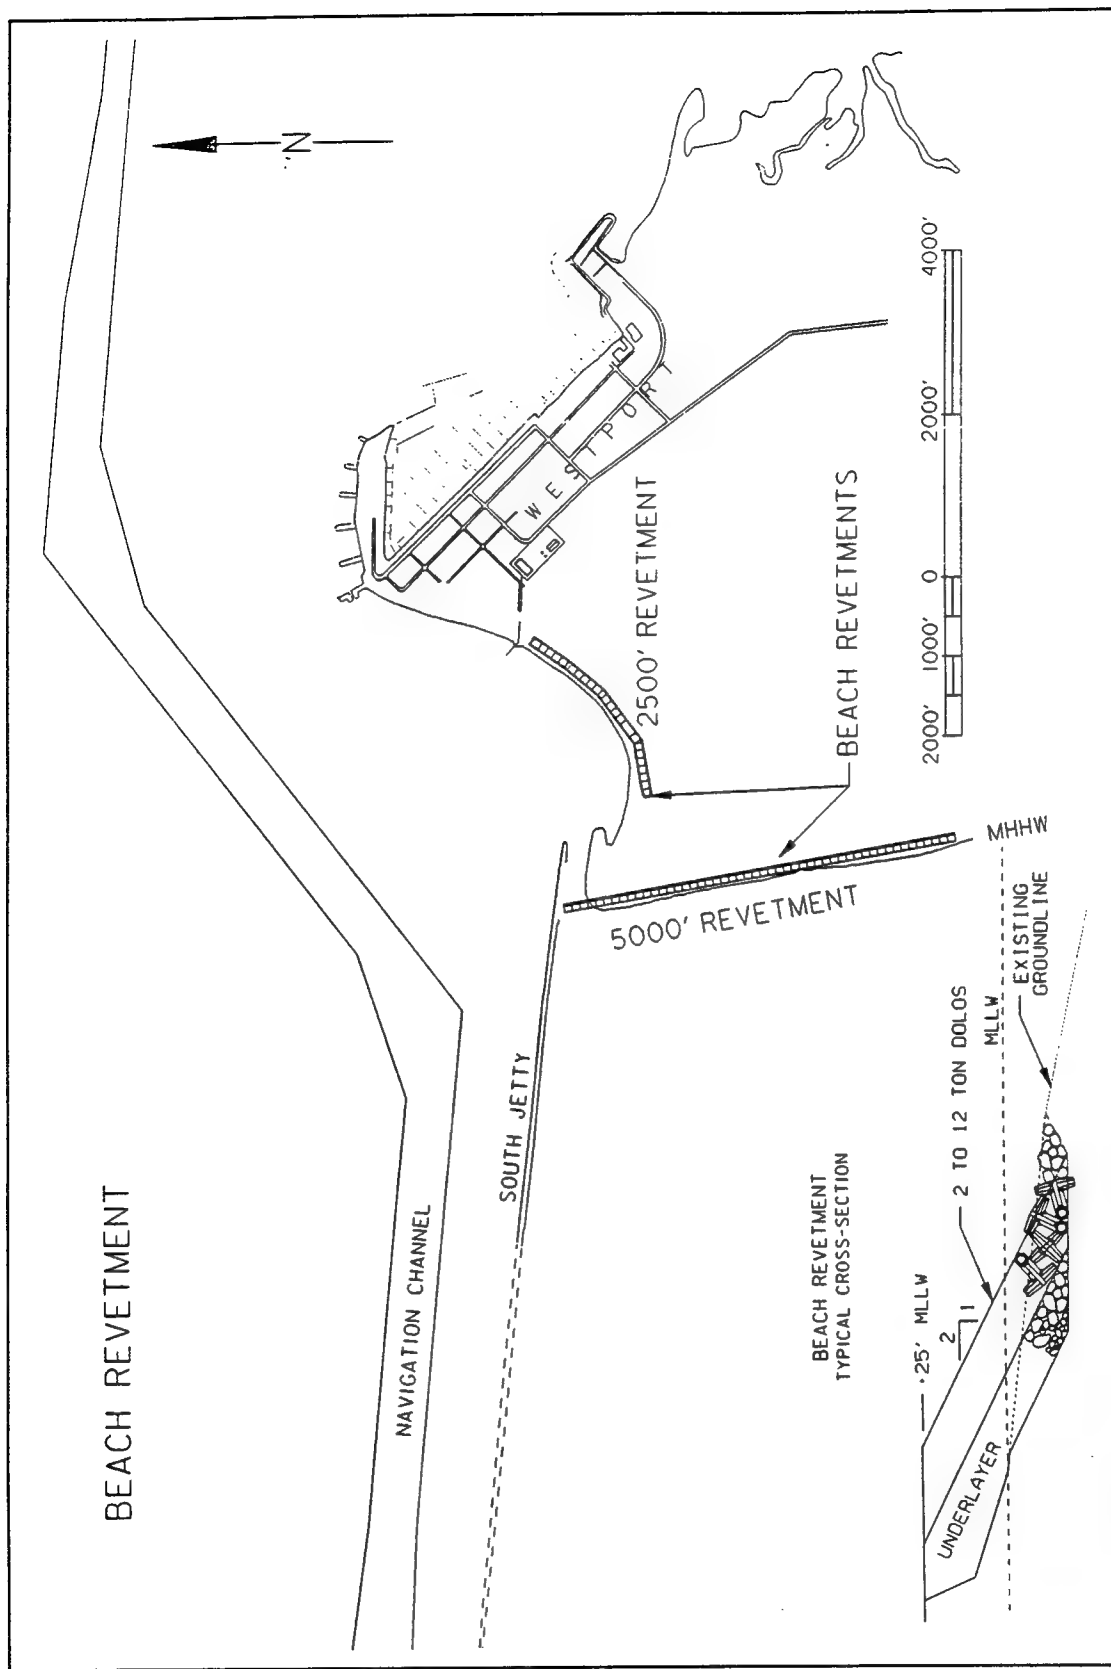 BEACH REVETMENT
N
NAVIGATION CHANNEL
SOUTH JETTY
WESTPORT
2500' REVETMENT
5000' REVETMENT
BEACH REVETMENTS
MHHW
2000' 1000' 0 2000' 4000'
BEACH REVETMENT
TYPICAL CROSS-SECTION
+25' MLLW
2
1
2 TO 12 TON DOLOS
MLLW
EXISTING
GROUNDLINE
UNDERLAYER